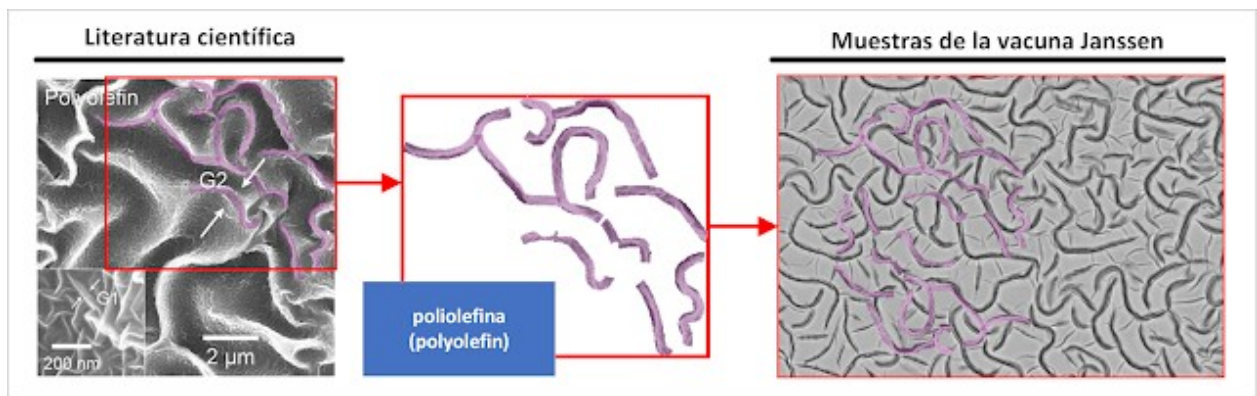 Literatura científica
Muestras de la vacuna Janssen
Polyolefin
G2
G1
200 nm
2 μm
poliolefina
(polyolefin)